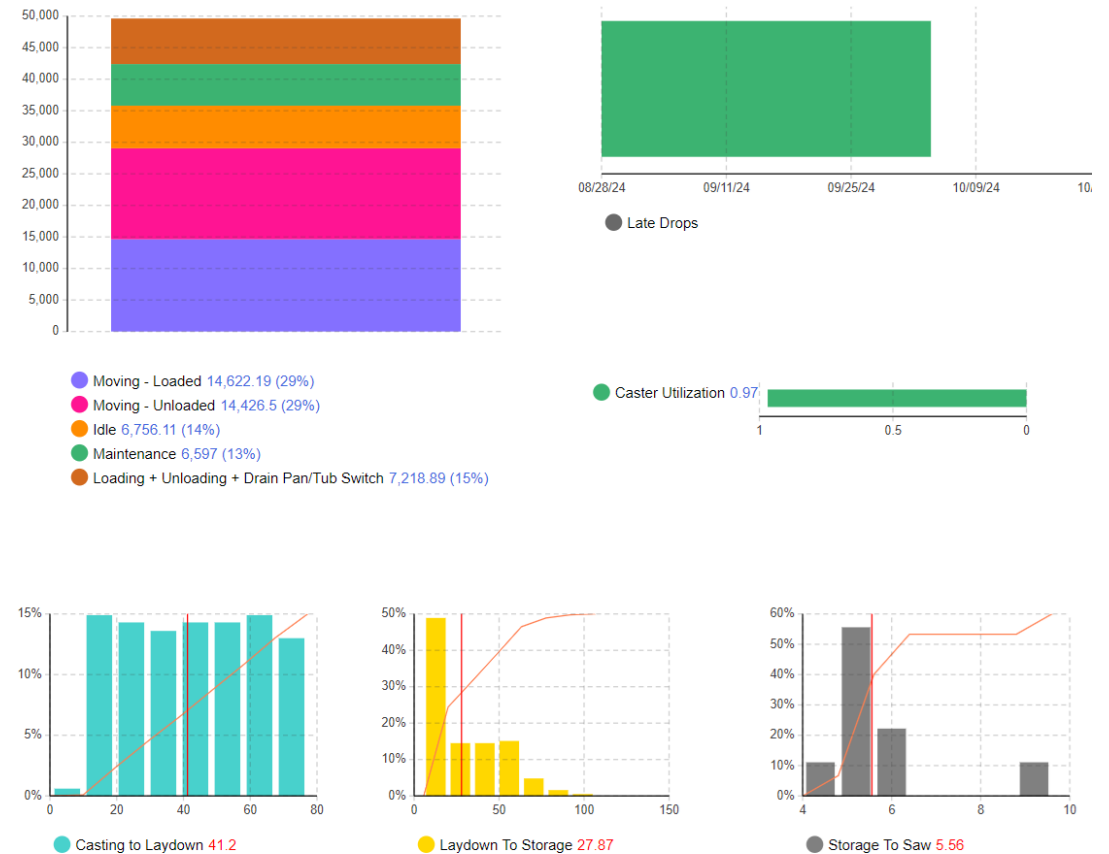 50,000
45,000
40,000
35,000
30,000
25,000
20,000
15,000
10,000
5,000
0
Moving - Loaded 14,622.19 (29%)
Moving - Unloaded 14,426.5 (29%)
Idle 6,756.11 (14%)
Maintenance 6,597 (13%)
Loading + Unloading + Drain Pan/Tub Switch 7,218.89 (15%)
08/28/24 09/11/24 09/25/24 10/09/24 10/
Late Drops
Caster Utilization 0.97
1 0.5 0
15%
10%
5%
0%
0 20 40 60 80
Casting to Laydown 41.2
50%
40%
30%
20%
10%
0%
0 50 100 150
Laydown To Storage 27.87
60%
50%
40%
30%
20%
10%
0%
4 6 8 10
Storage To Saw 5.56